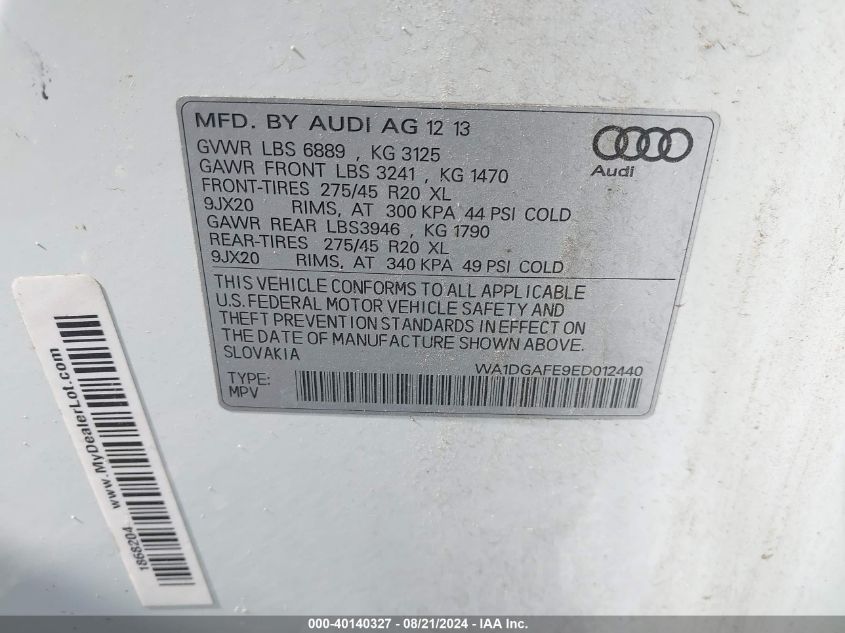 MFD. BY AUDI AG 12 13
GVWR LBS 6889 , KG 3125
GAWR FRONT LBS 3241 , KG 1470
FRONT-TIRES 275/45 R20 XL
9JX20 RIMS, AT 300 KPA 44 PSI COLD
GAWR REAR LBS3946 , KG 1790
REAR-TIRES 275/45 R20 XL
9JX20 RIMS, AT 340 KPA 49 PSI COLD
Audi
THIS VEHICLE CONFORMS TO ALL APPLICABLE
U.S. FEDERAL MOTOR VEHICLE SAFETY AND
THEFT PREVENTION STANDARDS IN EFFECT ON
THE DATE OF MANUFACTURE SHOWN ABOVE.
SLOVAKIA
WA1DGAFE9ED012440
TYPE:
MPV
www.MyDealerLot.com
1868204
000-40140327 - 08/21/2024 - IAA Inc.